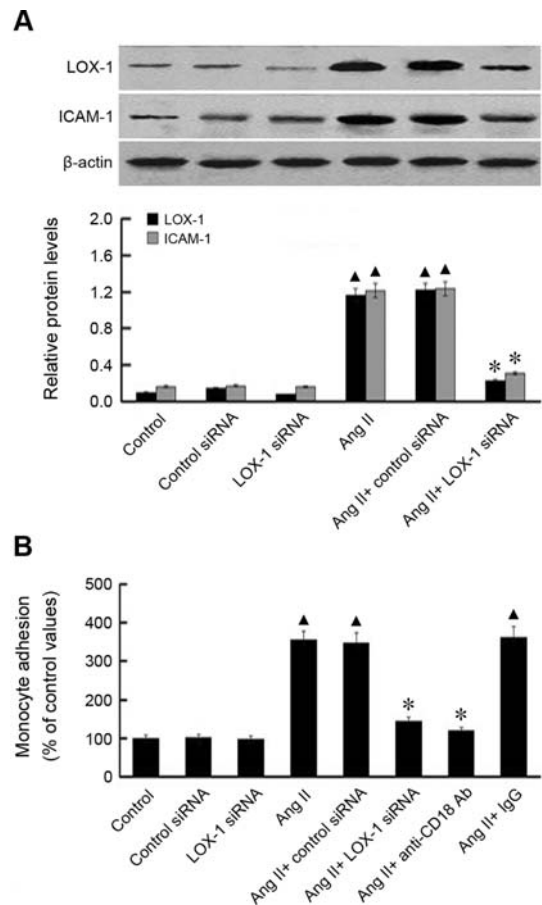 A
LOX-1
ICAM-1
β-actin
Relative protein levels
2.0
1.6
1.2
0.8
0.4
0.0
LOX-1
ICAM-1
▲ ▲ ▲ ▲
* *
Control
Control siRNA
LOX-1 siRNA
Ang II
Ang II+ control siRNA
Ang II+ LOX-1 siRNA
B
Monocyte adhesion
(% of control values)
500
400
300
200
100
0
▲ ▲ ▲
* *
Control
Control siRNA
LOX-1 siRNA
Ang II
Ang II+ control siRNA
Ang II+ LOX-1 siRNA
Ang II+ anti-CD18 Ab
Ang II+ IgG